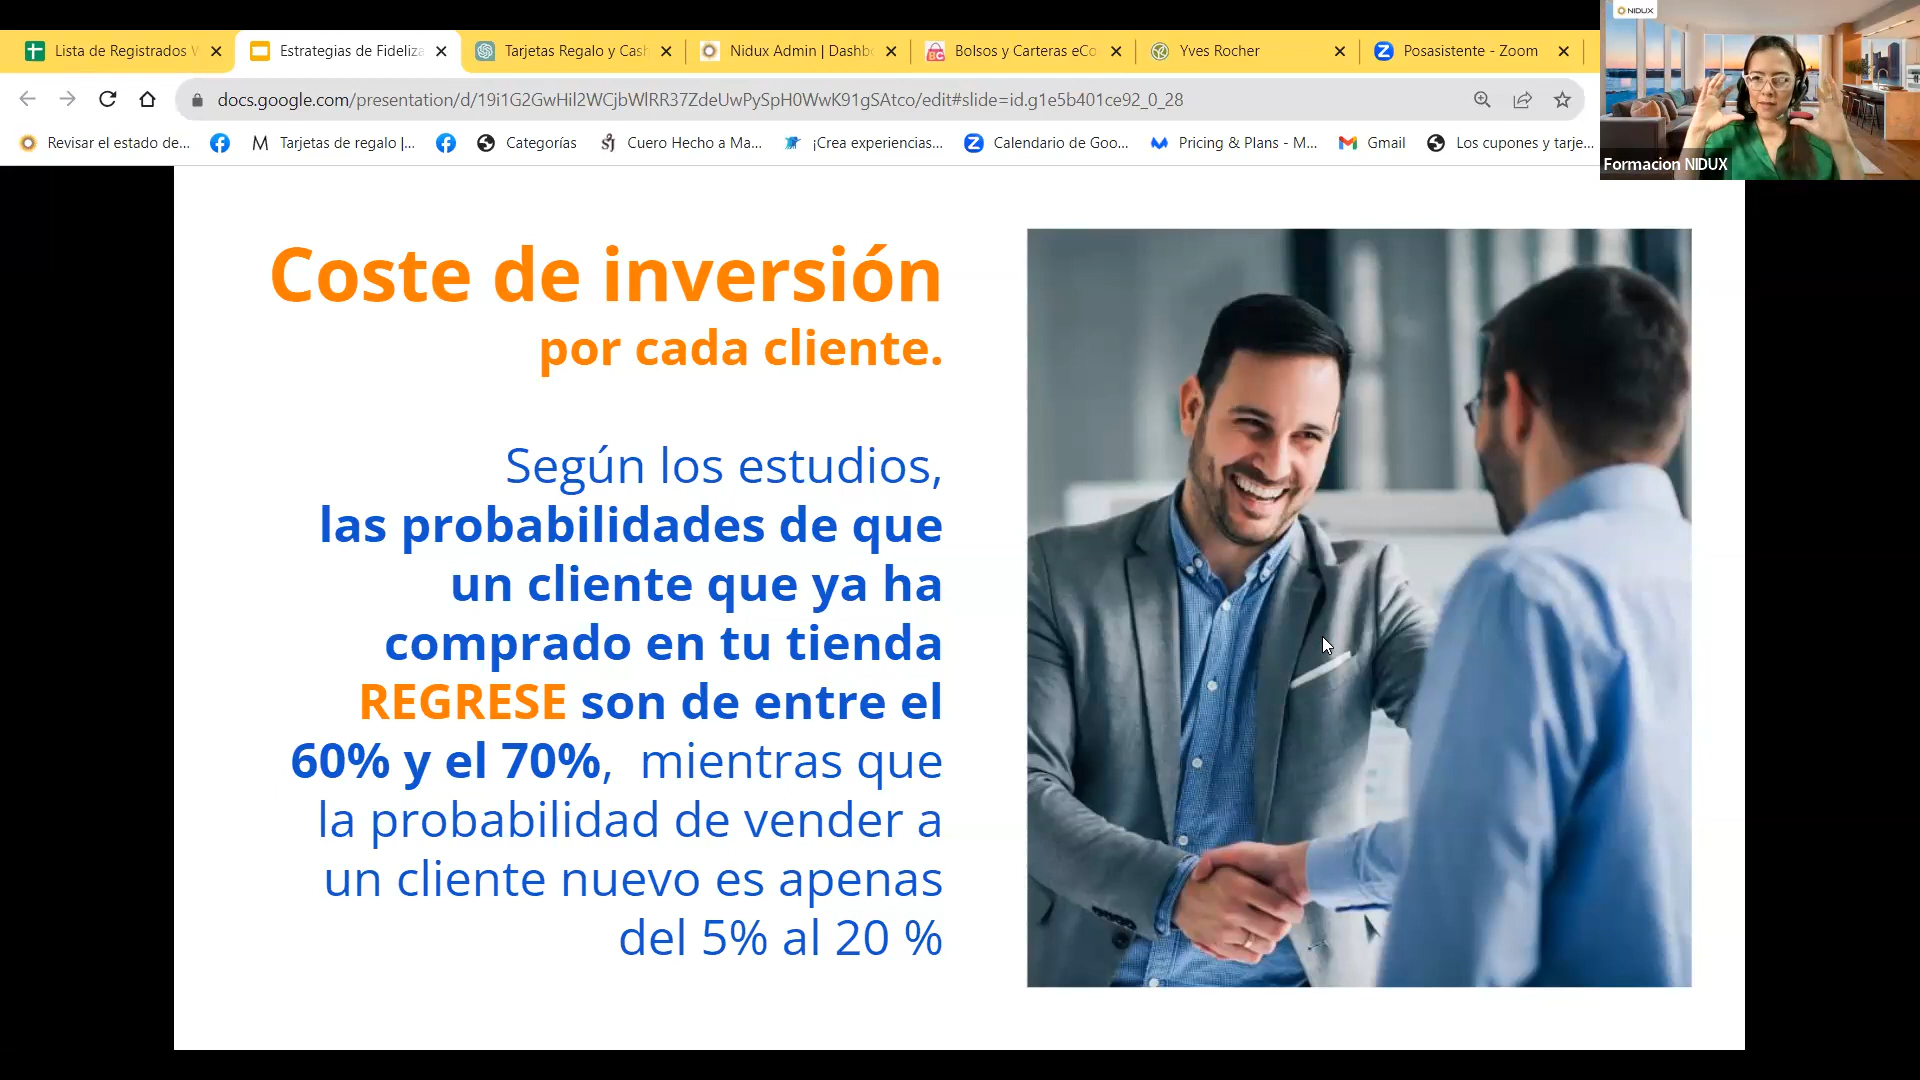 NIDUX
Lista de Registrados
Estrategias de Fideliza
Tarjetas Regalo y Cash
Nidux Admin | Dashbo
Bolsos y Carteras eCo
Yves Rocher
Posasistente - Zoom
docs.google.com/presentation/d/19i1G2GwHil2WCjbWlRR37ZdeUwPySpH0WwK91gSAtco/edit#slide=id.g1e5b401ce92_0_28
Revisar el estado de...
Tarjetas de regalo |...
Categorías
Cuero Hecho a Ma...
¡Crea experiencias...
Calendario de Goo...
Pricing & Plans - M...
Gmail
Los cupones y tarje...
Formacion NIDUX
Coste de inversión
por cada cliente.
Según los estudios,
las probabilidades de que
un cliente que ya ha
comprado en tu tienda
REGRESE son de entre el
60% y el 70%, mientras que
la probabilidad de vender a
un cliente nuevo es apenas
del 5% al 20 %